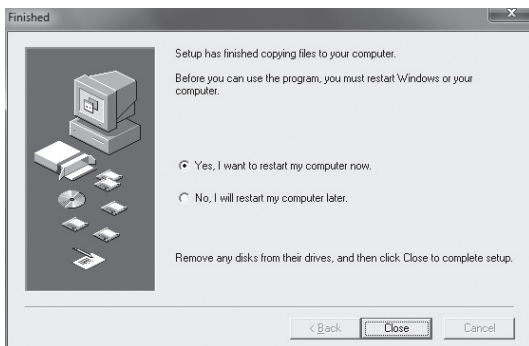 Finished
Setup has finished copying files to your computer.
Before you can use the program, you must restart Windows or your
computer.
Yes, I want to restart my computer now.
No, I will restart my computer later.
Remove any disks from their drives, and then click Close to complete setup.
< Back
Close
Cancel